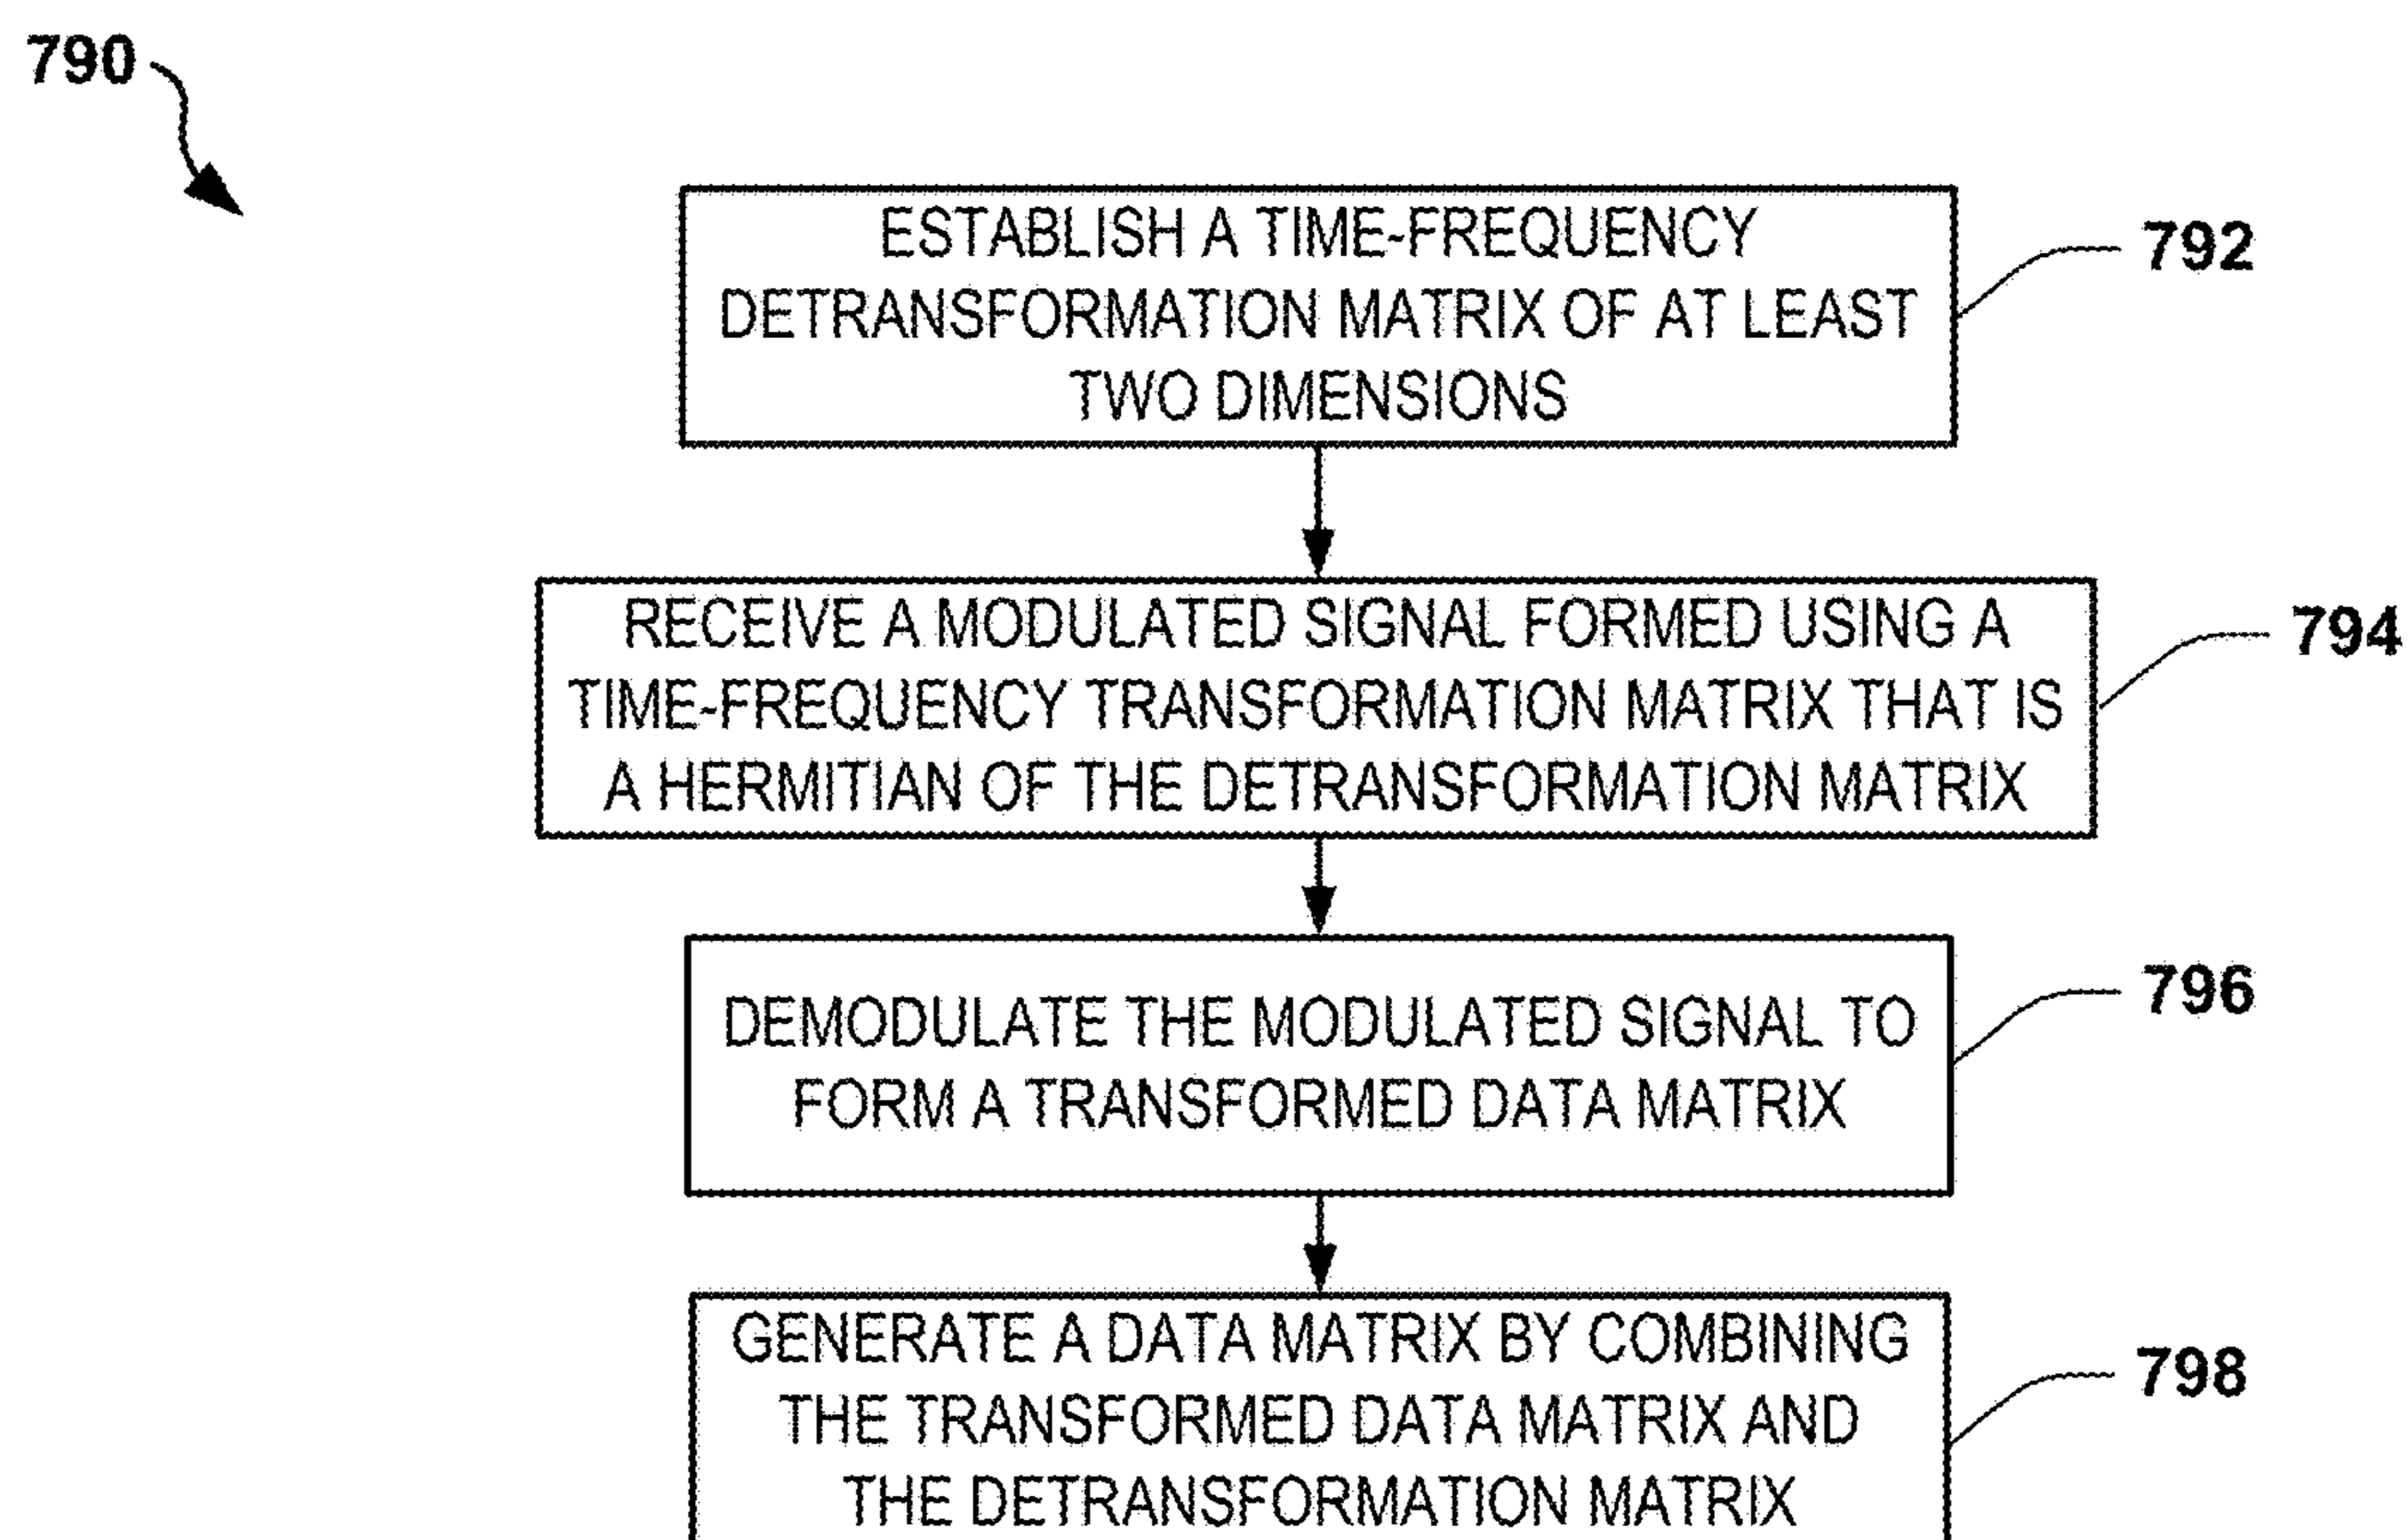 790
ESTABLISH A TIME-FREQUENCY
DETRANSFORMATION MATRIX OF AT LEAST
TWO DIMENSIONS
792
RECEIVE A MODULATED SIGNAL FORMED USING A
TIME-FREQUENCY TRANSFORMATION MATRIX THAT IS
A HERMITIAN OF THE DETRANSFORMATION MATRIX
794
DEMODULATE THE MODULATED SIGNAL TO
FORM A TRANSFORMED DATA MATRIX
796
GENERATE A DATA MATRIX BY COMBINING
THE TRANSFORMED DATA MATRIX AND
THE DETRANSFORMATION MATRIX
798